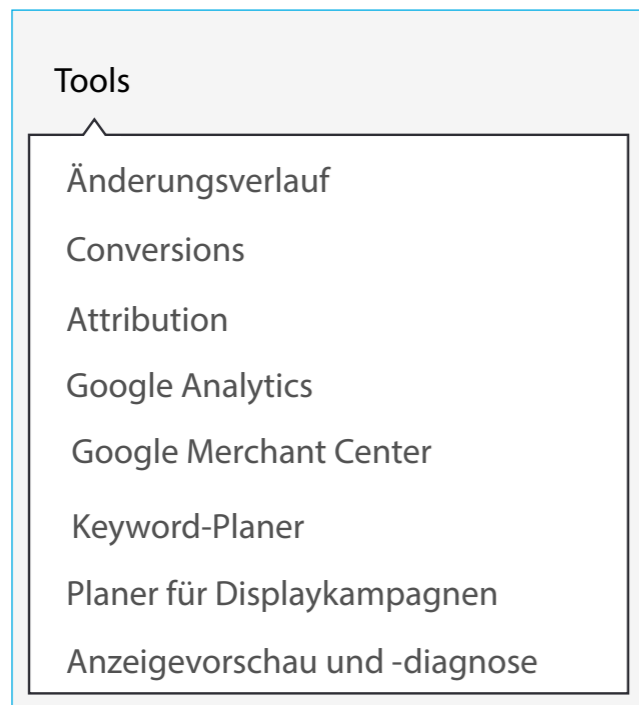 Tools
Änderungsverlauf
Conversions
Attribution
Google Analytics
Google Merchant Center
Keyword-Planer
Planer für Displaykampagnen
Anzeigevorschau und -diagnose